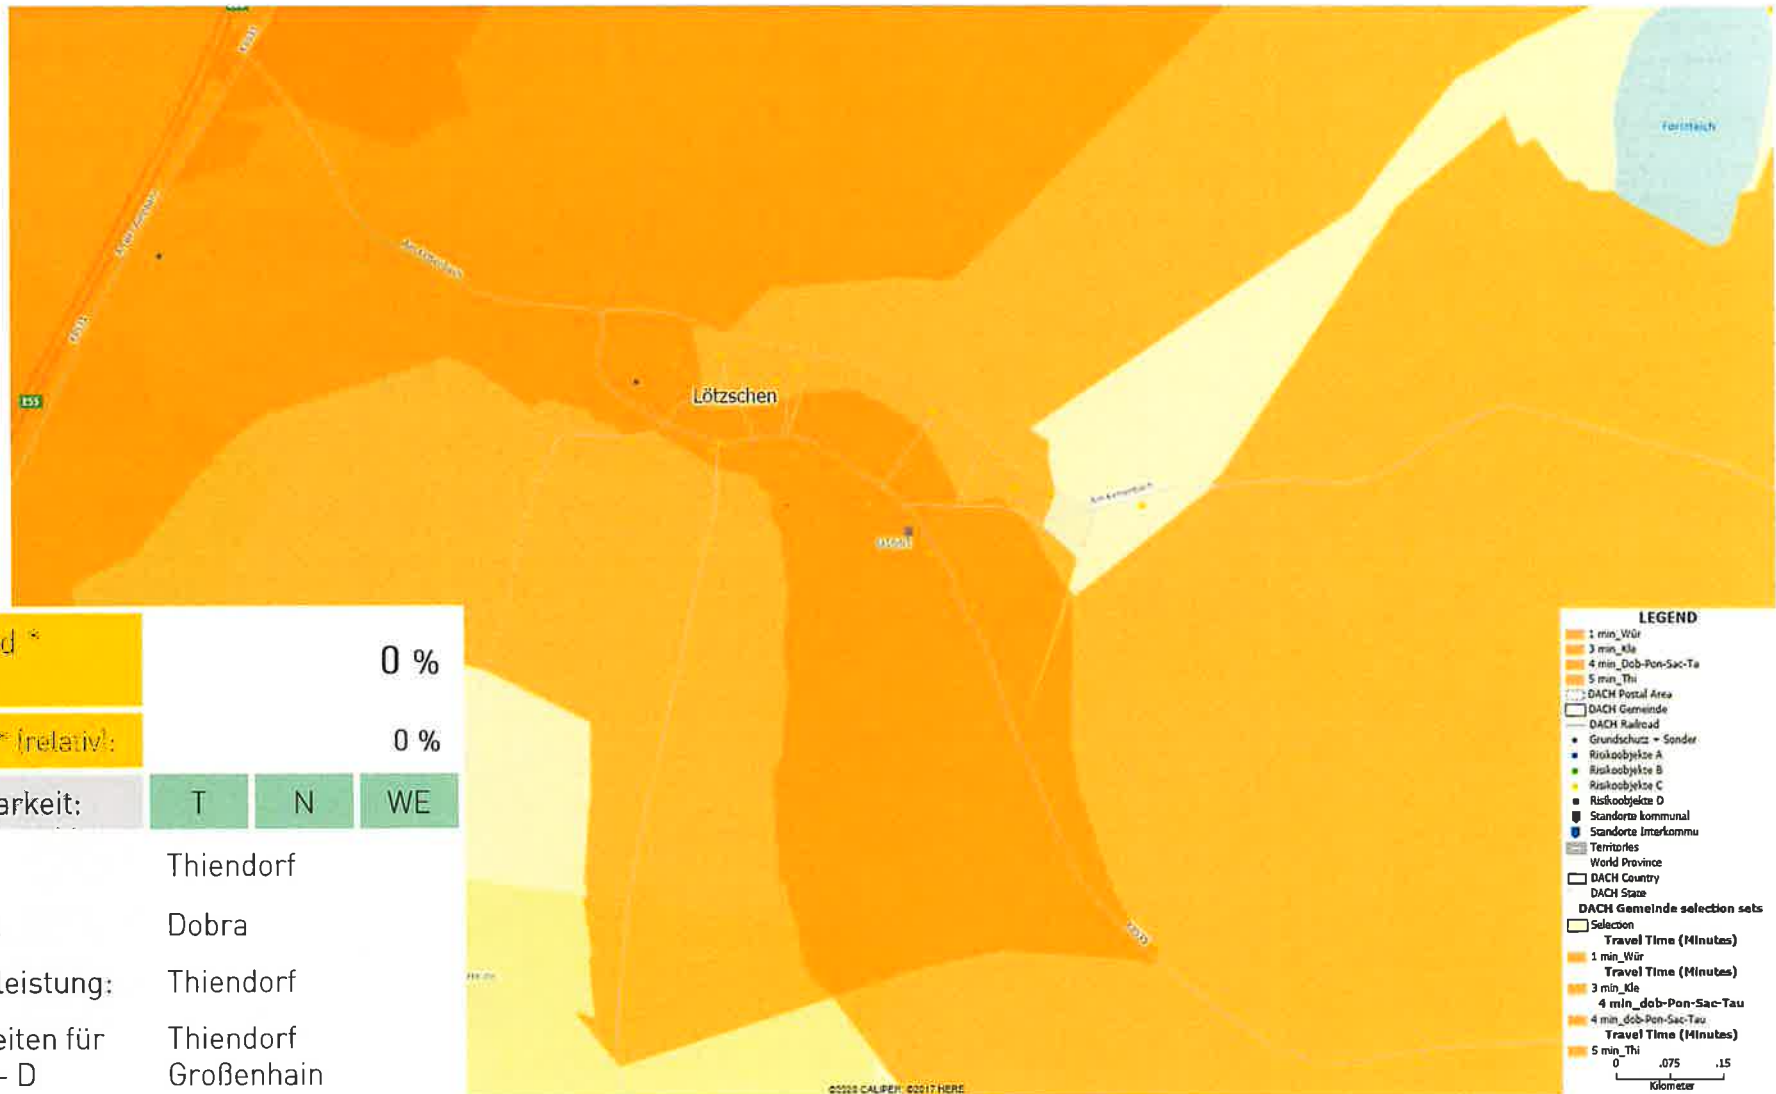 Forstteich
Am Kettenbach
E55
Lötzschen
Am Kettenbach
d *
0 %
* (relativ):
0 %
arkeit:
T
N
WE
Thiendorf
Dobra
leistung:
Thiendorf
eiten für
Thiendorf
- D
Großenhain
LEGEND
1 min_Wür
3 min_Kle
4 min_Dob-Pon-Sac-Ta
5 min_Thi
DACH Postal Area
DACH Gemeinde
DACH Railroad
Grundschutz + Sonder
Risikoobjekte A
Risikoobjekte B
Risikoobjekte C
Risikoobjekte D
Standorte kommunal
Standorte Interkommu
Territories
World Province
DACH Country
DACH State
DACH Gemeinde selection sets
Selection
Travel Time (Minutes)
1 min_Wür
Travel Time (Minutes)
3 min_Kle
4 min_dob-Pon-Sac-Tau
4 min_dob-Pon-Sac-Tau
Travel Time (Minutes)
5 min_Thi
0 .075 .15
Kilometer
©2020 CALIPER; ©2017 HERE